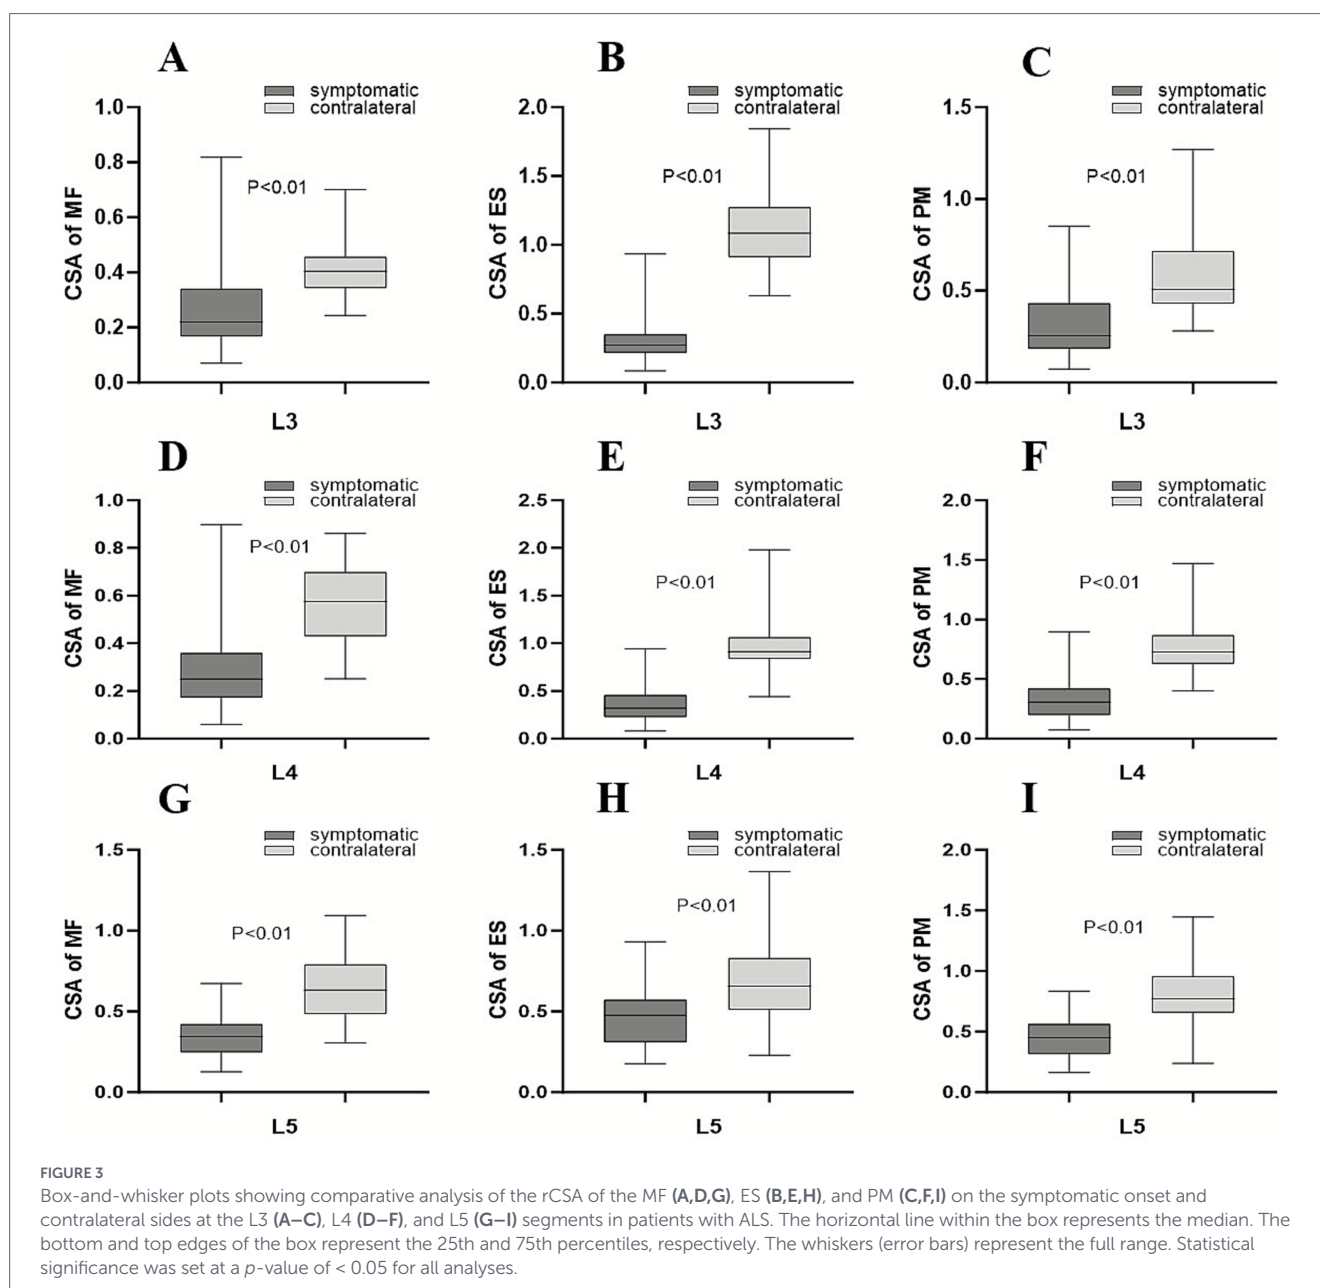 A
symptomatic
contralateral
1.0
0.8
0.6
0.4
0.2
0.0
CSA of MF
P<0.01
L3
B
symptomatic
contralateral
2.0
1.5
1.0
0.5
0.0
CSA of ES
P<0.01
L3
C
symptomatic
contralateral
1.5
1.0
0.5
0.0
CSA of PM
P<0.01
L3
D
symptomatic
contralateral
1.0
0.8
0.6
0.4
0.2
0.0
CSA of MF
P<0.01
L4
E
symptomatic
contralateral
2.5
2.0
1.5
1.0
0.5
0.0
CSA of ES
P<0.01
L4
F
symptomatic
contralateral
2.0
1.5
1.0
0.5
0.0
CSA of PM
P<0.01
L4
G
symptomatic
contralateral
1.5
1.0
0.5
0.0
CSA of MF
P<0.01
L5
H
symptomatic
contralateral
1.5
1.0
0.5
0.0
CSA of ES
P<0.01
L5
I
symptomatic
contralateral
2.0
1.5
1.0
0.5
0.0
CSA of PM
P<0.01
L5
FIGURE 3
Box-and-whisker plots showing comparative analysis of the rCSA of the MF (A,D,G), ES (B,E,H), and PM (C,F,I) on the symptomatic onset and
contralateral sides at the L3 (A–C), L4 (D–F), and L5 (G–I) segments in patients with ALS. The horizontal line within the box represents the median. The
bottom and top edges of the box represent the 25th and 75th percentiles, respectively. The whiskers (error bars) represent the full range. Statistical
significance was set at a p-value of < 0.05 for all analyses.